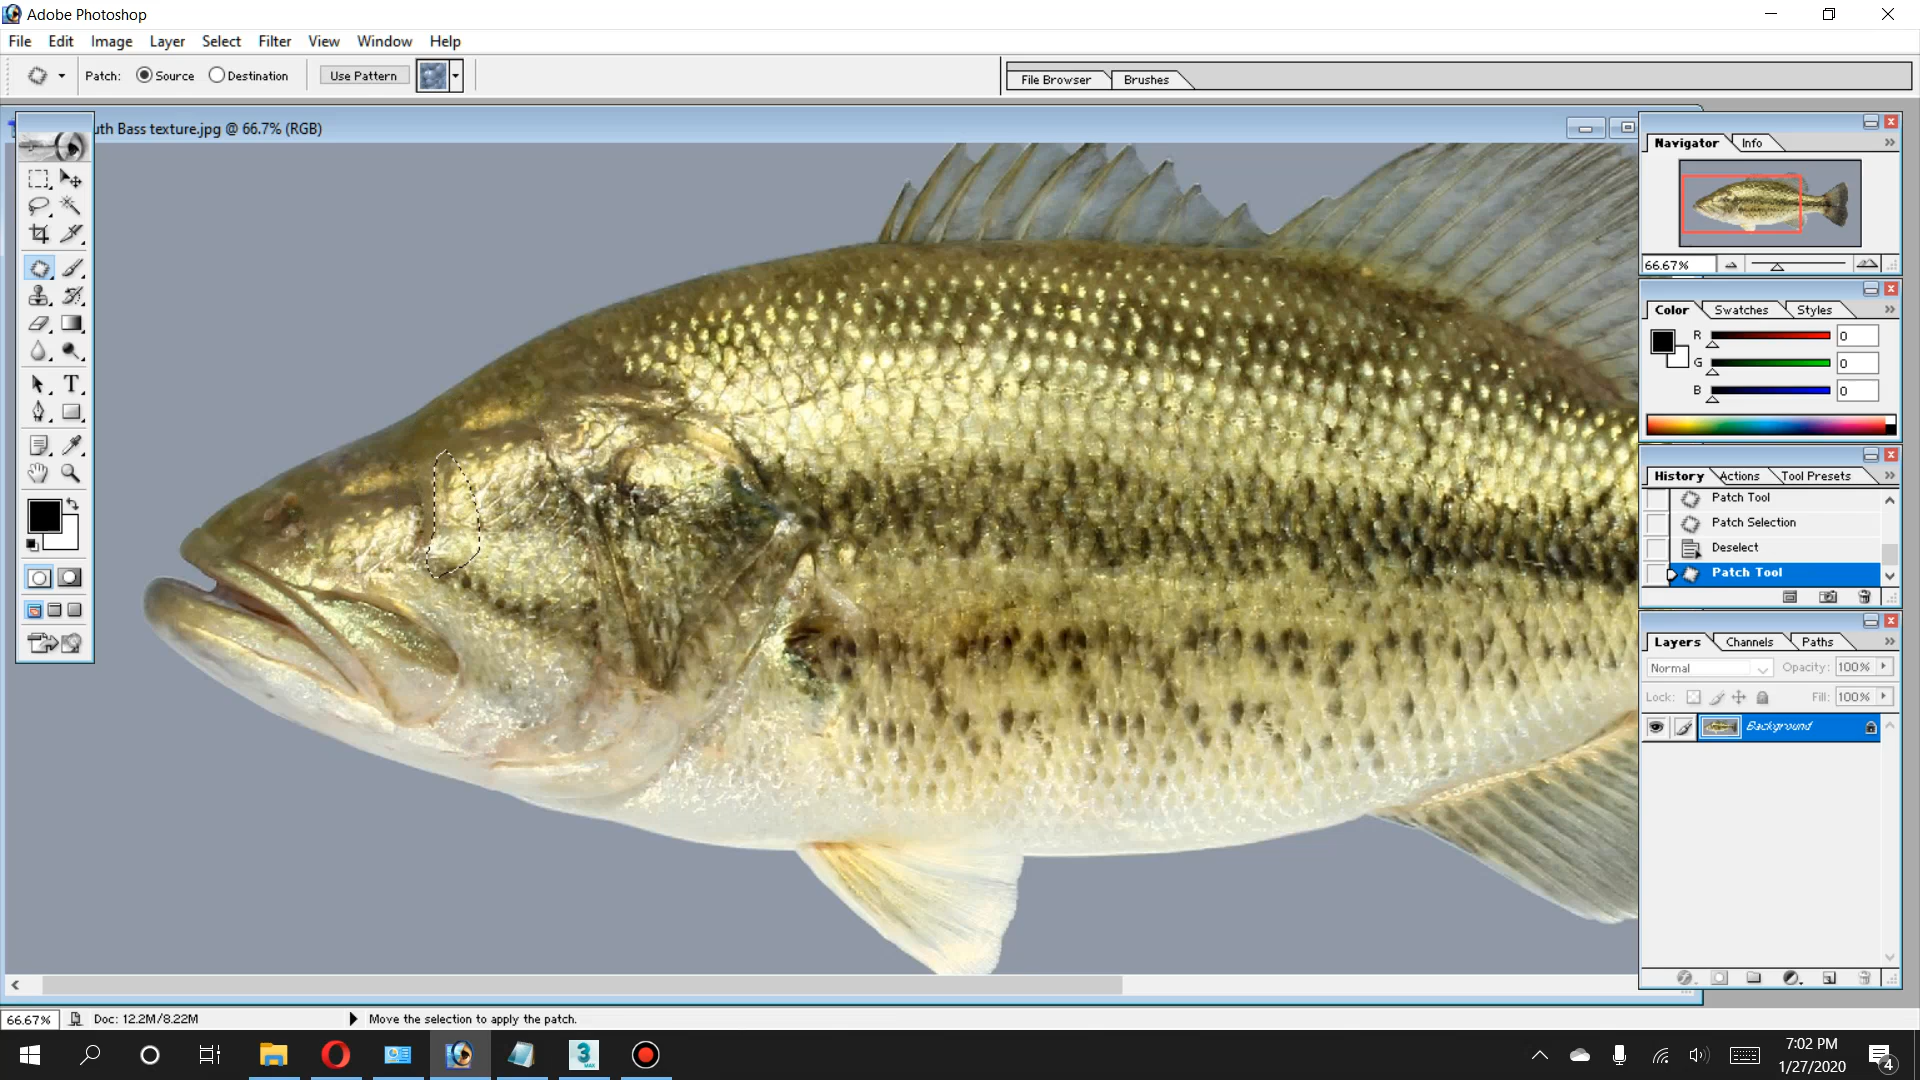 Adobe Photoshop
File Edit Image Layer Select Filter View Window Help
Patch: Source Destination Use Pattern
File Browser Brushes
uth Bass texture.jpg @ 66.7% (RGB)
Navigator Info
66.67%
Color Swatches Styles
R 0
G 0
B 0
T
History Actions Tool Presets
Patch Tool
Patch Selection
Deselect
Patch Tool
Layers Channels Paths
Normal Opacity: 100%
Lock: Fill: 100%
Background
66.67% Doc: 12.2M/8.22M Move the selection to apply the patch.
3
MAX
7:02 PM
1/27/2020
4